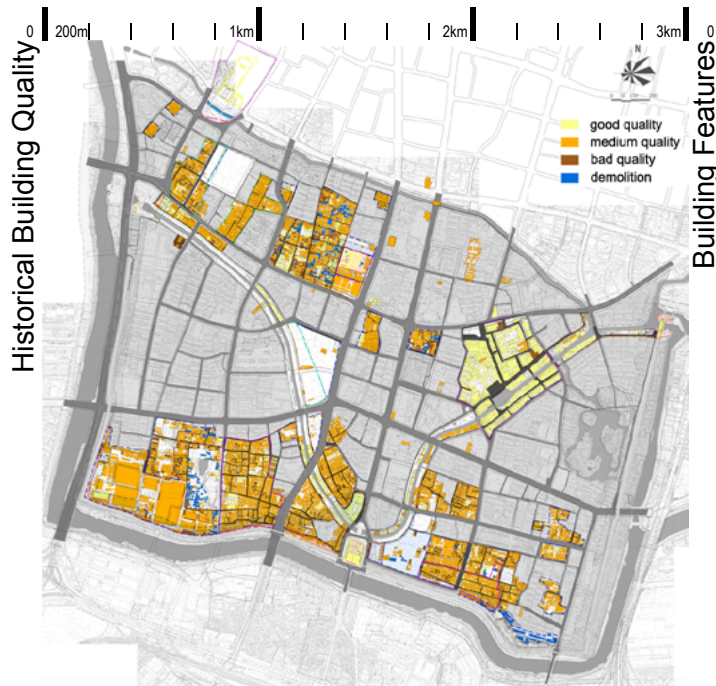 0 200m 1km 2km 3km 0
Historical Building Quality
N
good quality
medium quality
bad quality
demolition
Building Features